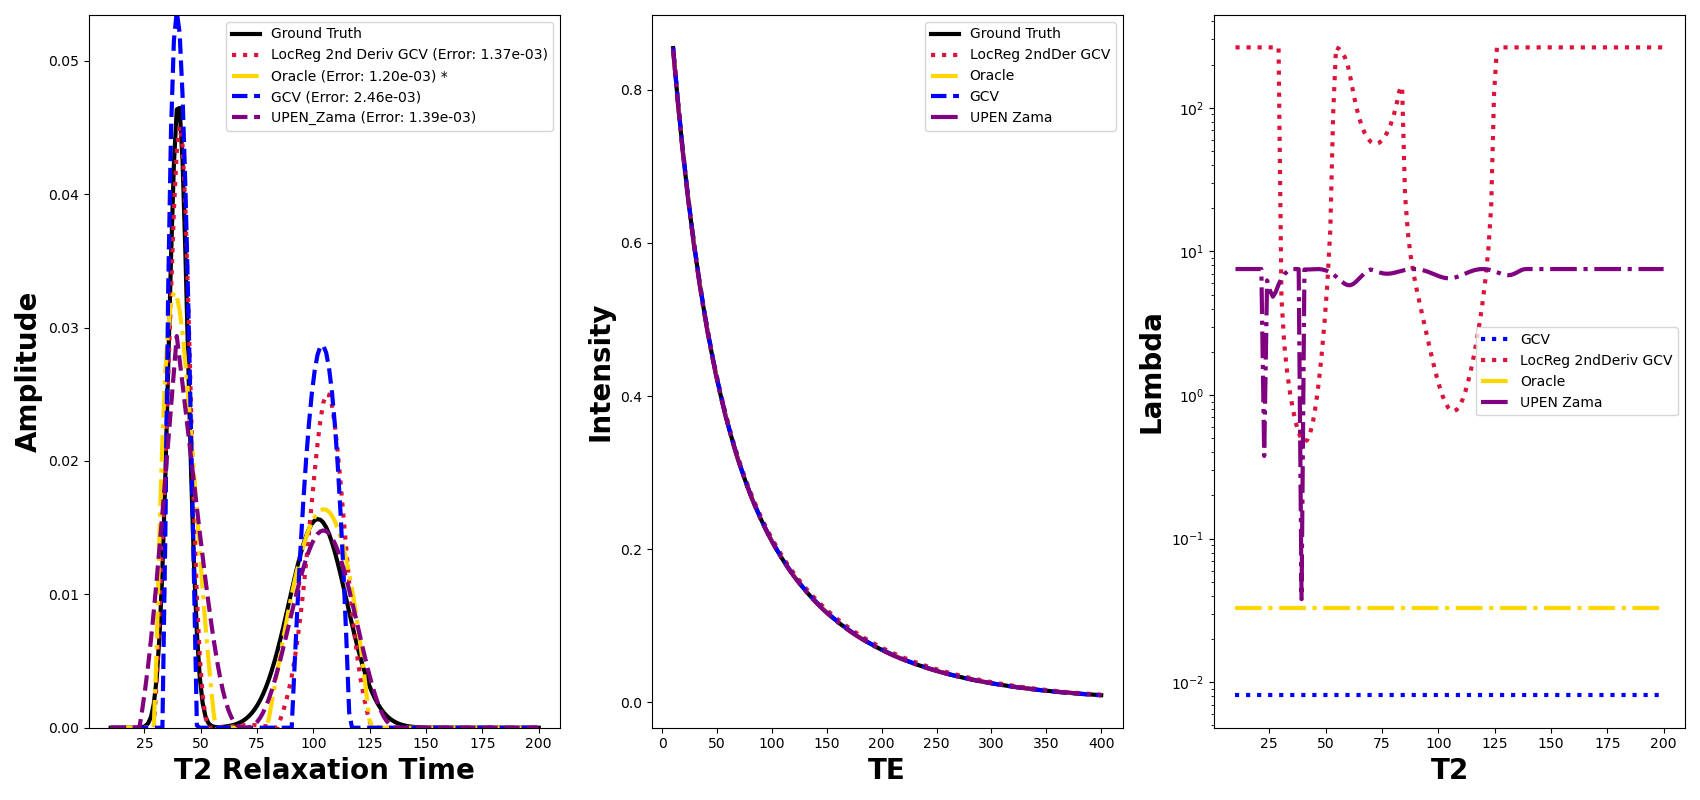 Ground Truth
LocReg 2nd Deriv GCV (Error: 1.37e-03)
Oracle (Error: 1.20e-03) *
GCV (Error: 2.46e-03)
UPEN_Zama (Error: 1.39e-03)
0.05
0.04
0.03
0.02
0.01
0.00
25 50 75 100 125 150 175 200
Amplitude
T2 Relaxation Time
Ground Truth
LocReg 2ndDer GCV
Oracle
GCV
UPEN Zama
0.8
0.6
0.4
0.2
0.0
0 50 100 150 200 250 300 350 400
Intensity
TE
10²
10¹
10⁰
10⁻¹
10⁻²
GCV
LocReg 2ndDeriv GCV
Oracle
UPEN Zama
25 50 75 100 125 150 175 200
Lambda
T2